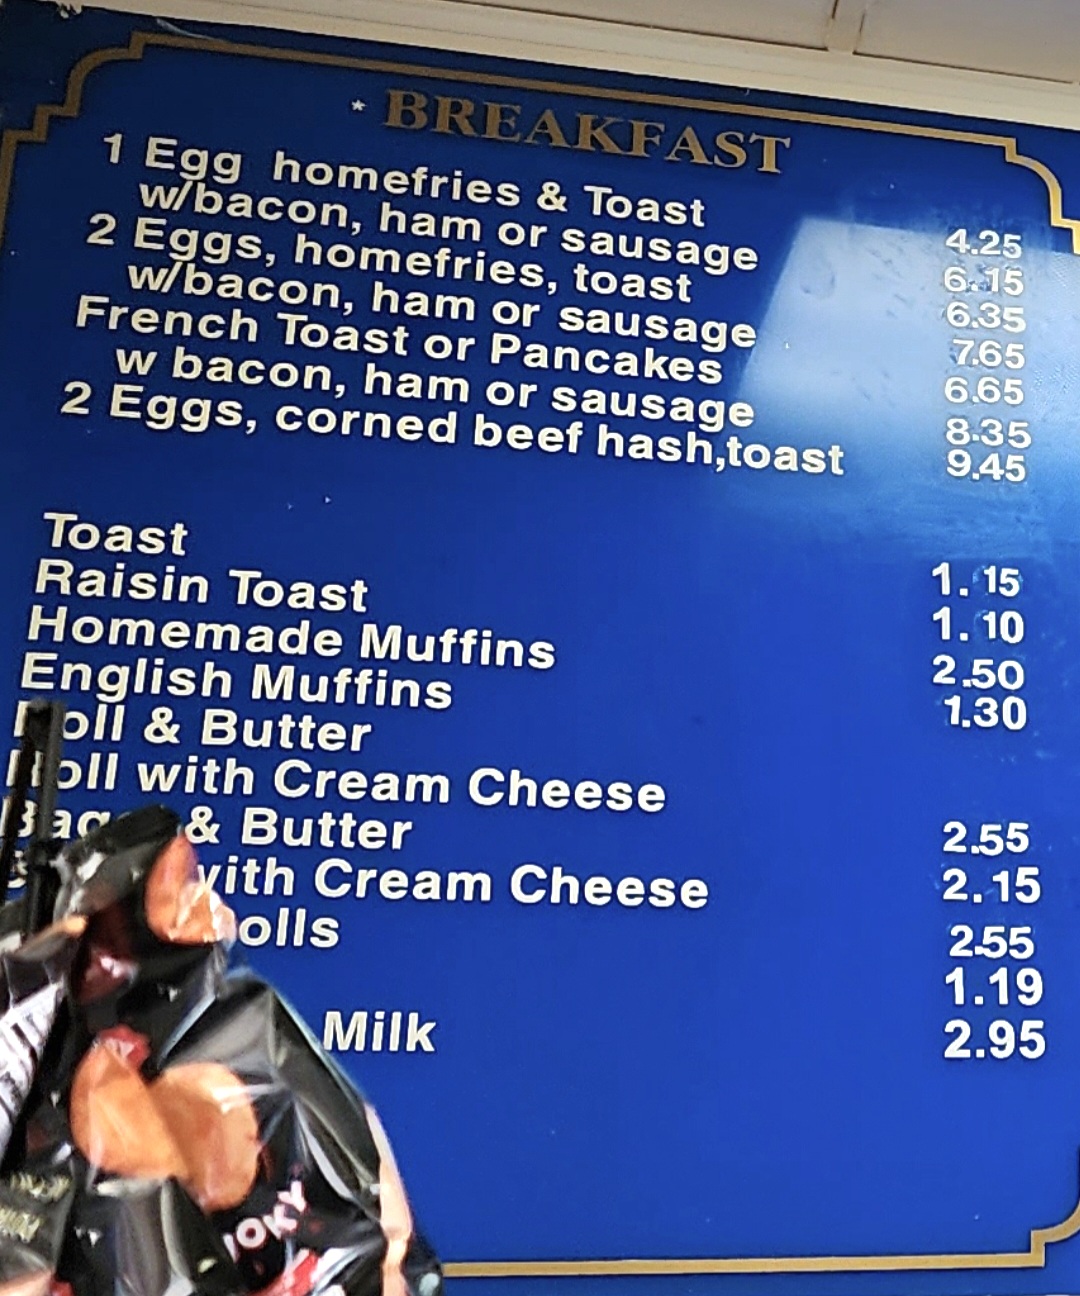 * BREAKFAST
1 Egg homefries & Toast 4.25
w/bacon, ham or sausage 6.15
2 Eggs, homefries, toast 6.35
w/bacon, ham or sausage 7.65
French Toast or Pancakes 6.65
w bacon, ham or sausage 8.35
2 Eggs, corned beef hash,toast 9.45
Toast 1.15
Raisin Toast 1.10
Homemade Muffins 2.50
English Muffins 1.30
Roll & Butter
Roll with Cream Cheese 2.55
& Butter 2.15
with Cream Cheese 2.55
1.19
Milk 2.95